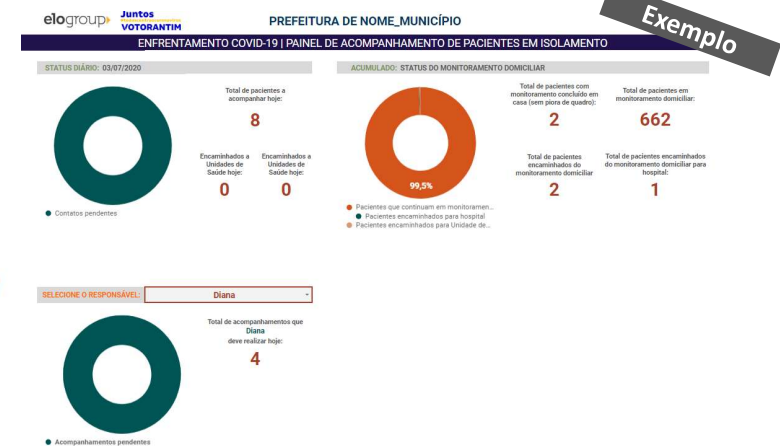 elogroup
Juntos
VOTORANTIM
PREFEITURA DE NOME_MUNICÍPIO
Exemplo
ENFRENTAMENTO COVID-19 | PAINEL DE ACOMPANHAMENTO DE PACIENTES EM ISOLAMENTO
STATUS DIÁRIO: 03/07/2020
Total de pacientes a
acompanhar hoje:
8
Encaminhados a
Unidades de
Saúde hoje:
0
Encaminhados a
Unidades de
Saúde hoje:
0
Contatos pendentes
ACUMULADO: STATUS DO MONITORAMENTO DOMICILIAR
99,5%
Pacientes que continuam em monitoramen...
Pacientes encaminhados para hospital
Pacientes encaminhados para Unidade de...
Total de pacientes com
monitoramento concluído em
casa (sem piora de quadro):
2
Total de pacientes em
monitoramento domiciliar:
662
Total de pacientes
encaminhados do
monitoramento domiciliar
2
Total de pacientes encaminhados
do monitoramento domiciliar para
hospital:
1
SELECIONE O RESPONSÁVEL:
Diana
Total de acompanhamentos que
Diana
deve realizar hoje:
4
Acompanhamentos pendentes